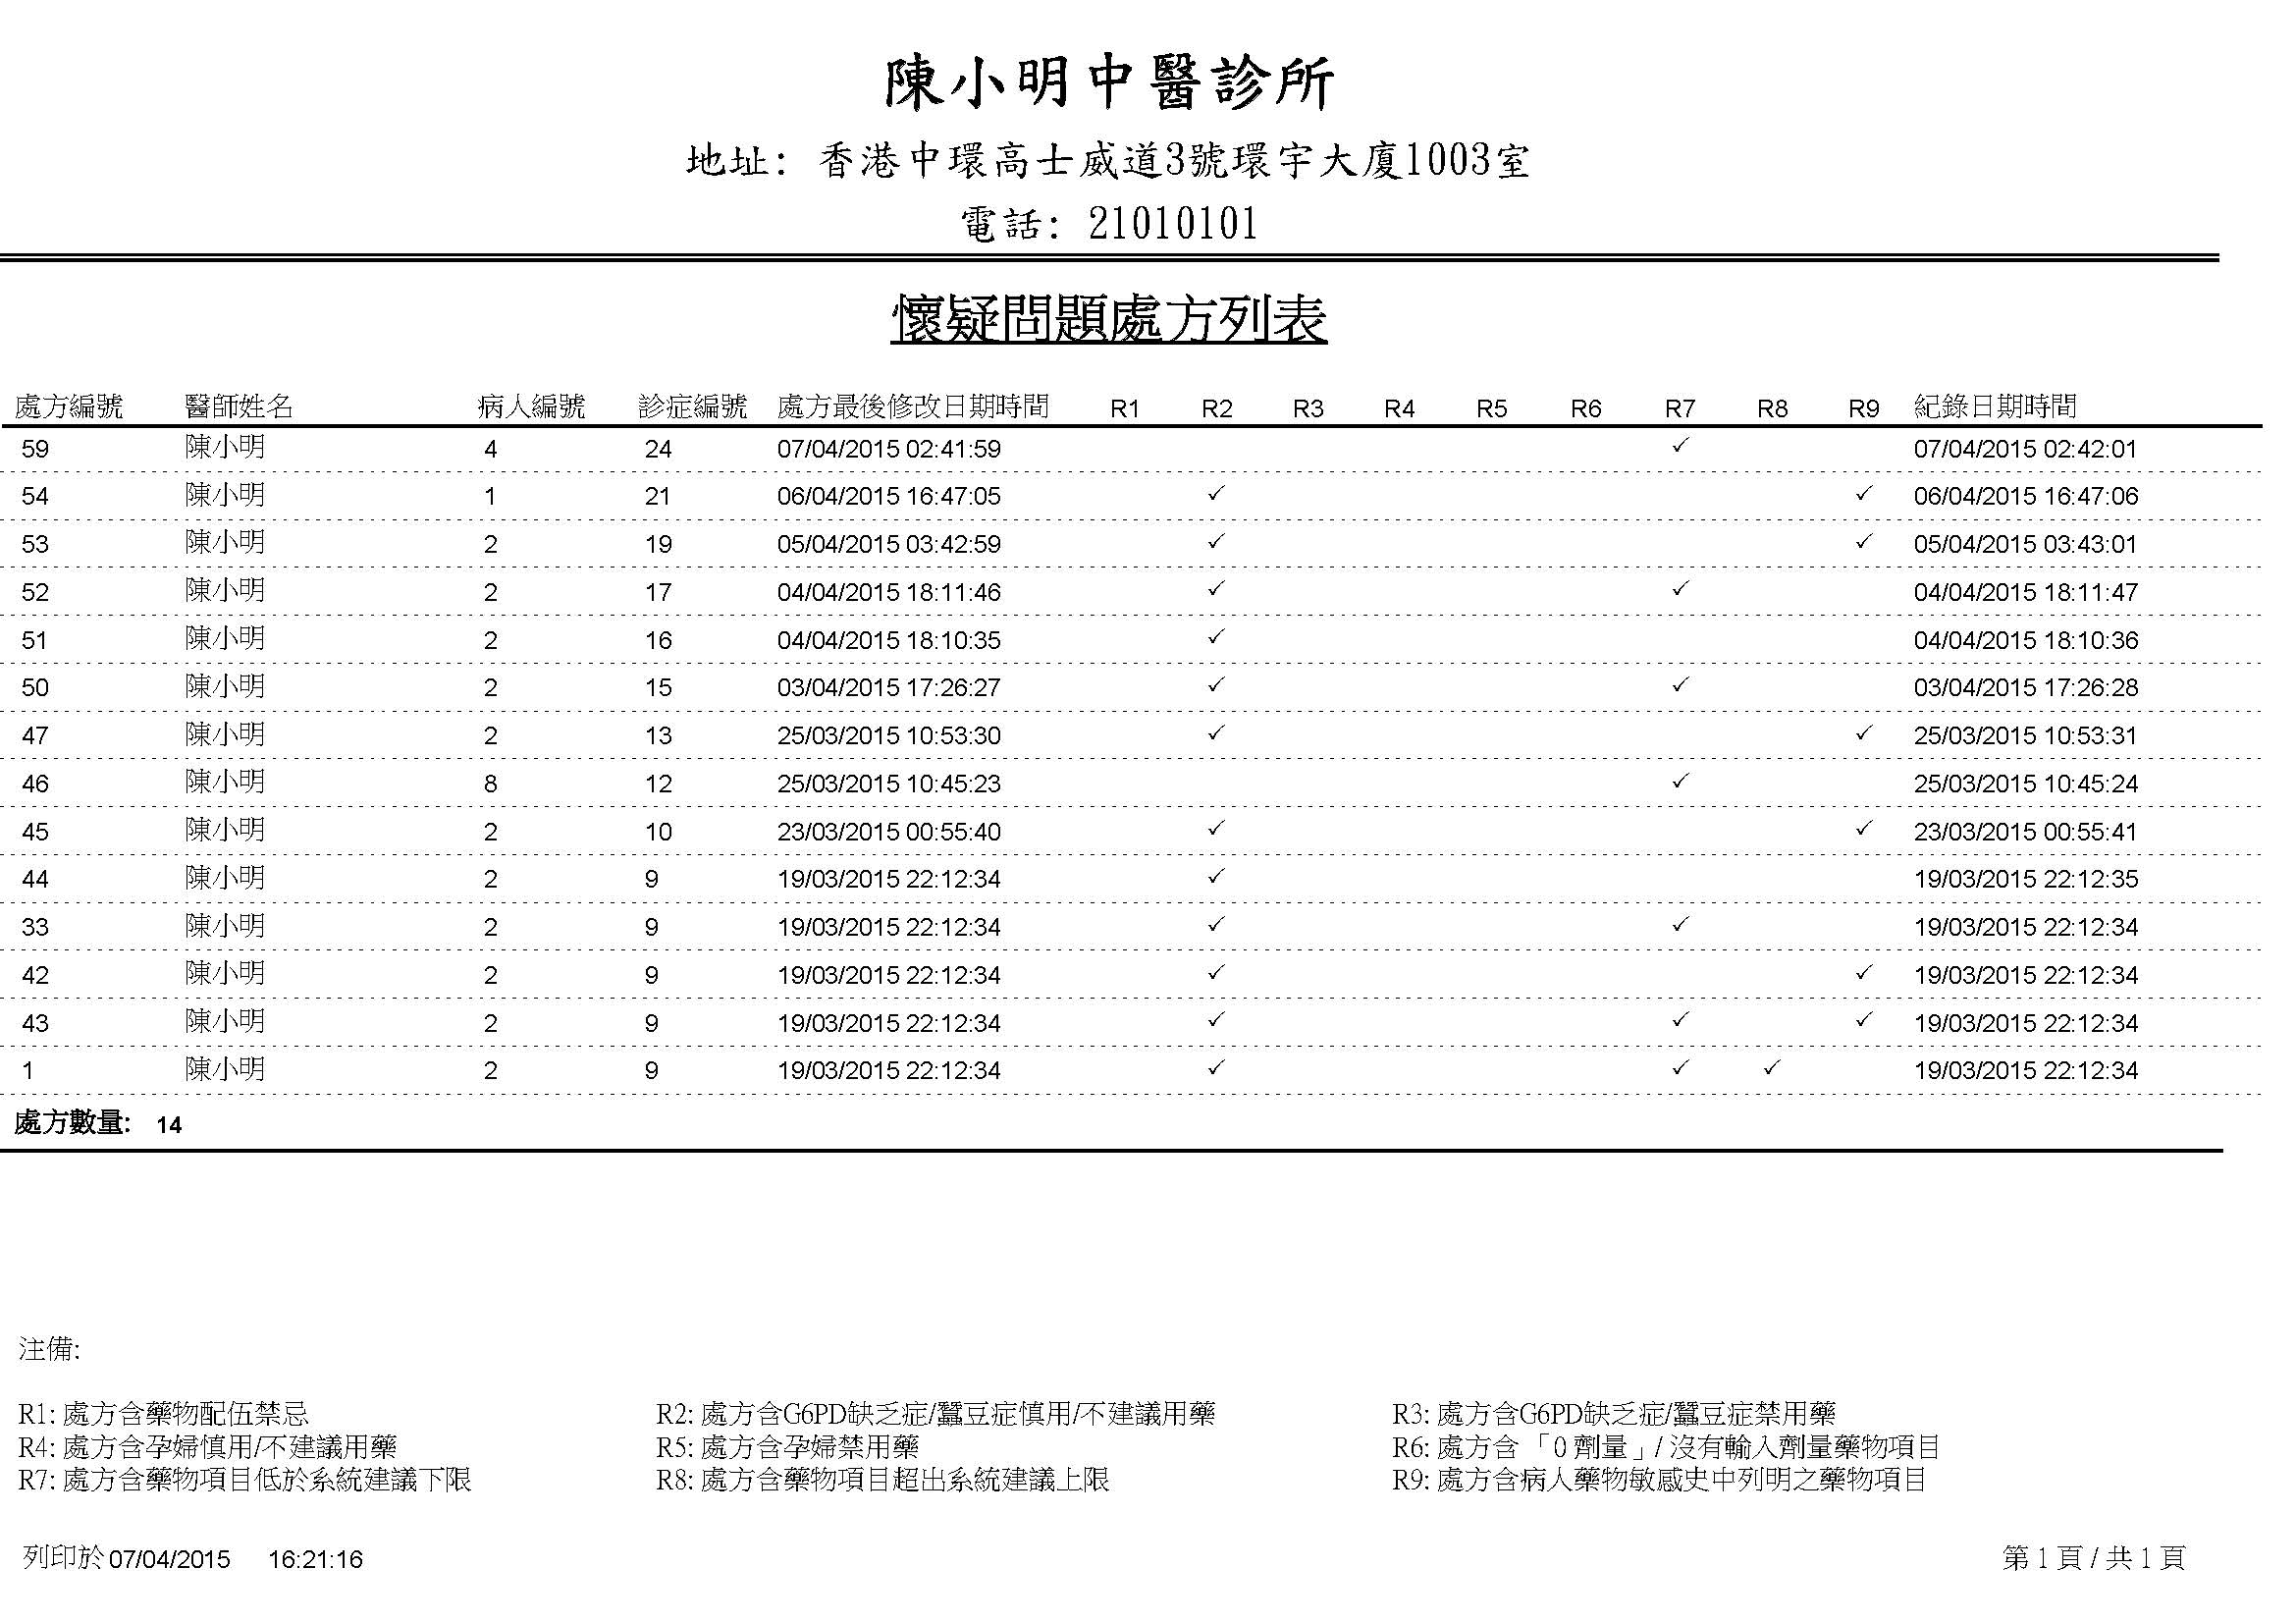 陳小明中醫診所
地址: 香港中環高士威道3號環宇大廈1003室
電話: 21010101
懷疑問題處方列表
處方編號 醫師姓名 病人編號 診症編號 處方最後修改日期時間 R1 R2 R3 R4 R5 R6 R7 R8 R9 紀錄日期時間
59 陳小明 4 24 07/04/2015 02:41:59 ✓ 07/04/2015 02:42:01
54 陳小明 1 21 06/04/2015 16:47:05 ✓ ✓ 06/04/2015 16:47:06
53 陳小明 2 19 05/04/2015 03:42:59 ✓ ✓ 05/04/2015 03:43:01
52 陳小明 2 17 04/04/2015 18:11:46 ✓ ✓ 04/04/2015 18:11:47
51 陳小明 2 16 04/04/2015 18:10:35 ✓ 04/04/2015 18:10:36
50 陳小明 2 15 03/04/2015 17:26:27 ✓ ✓ 03/04/2015 17:26:28
47 陳小明 2 13 25/03/2015 10:53:30 ✓ ✓ 25/03/2015 10:53:31
46 陳小明 8 12 25/03/2015 10:45:23 ✓ 25/03/2015 10:45:24
45 陳小明 2 10 23/03/2015 00:55:40 ✓ ✓ 23/03/2015 00:55:41
44 陳小明 2 9 19/03/2015 22:12:34 ✓ 19/03/2015 22:12:35
33 陳小明 2 9 19/03/2015 22:12:34 ✓ ✓ 19/03/2015 22:12:34
42 陳小明 2 9 19/03/2015 22:12:34 ✓ ✓ 19/03/2015 22:12:34
43 陳小明 2 9 19/03/2015 22:12:34 ✓ ✓ ✓ 19/03/2015 22:12:34
1 陳小明 2 9 19/03/2015 22:12:34 ✓ ✓ ✓ 19/03/2015 22:12:34
處方數量: 14
注備:
R1: 處方含藥物配伍禁忌 R2: 處方含G6PD缺乏症/蠶豆症慎用/不建議用藥 R3: 處方含G6PD缺乏症/蠶豆症禁用藥
R4: 處方含孕婦慎用/不建議用藥 R5: 處方含孕婦禁用藥 R6: 處方含「0 劑量」/ 沒有輸入劑量藥物項目
R7: 處方含藥物項目低於系統建議下限 R8: 處方含藥物項目超出系統建議上限 R9: 處方含病人藥物敏感史中列明之藥物項目
列印於 07/04/2015 16:21:16 第 1 頁 / 共 1 頁